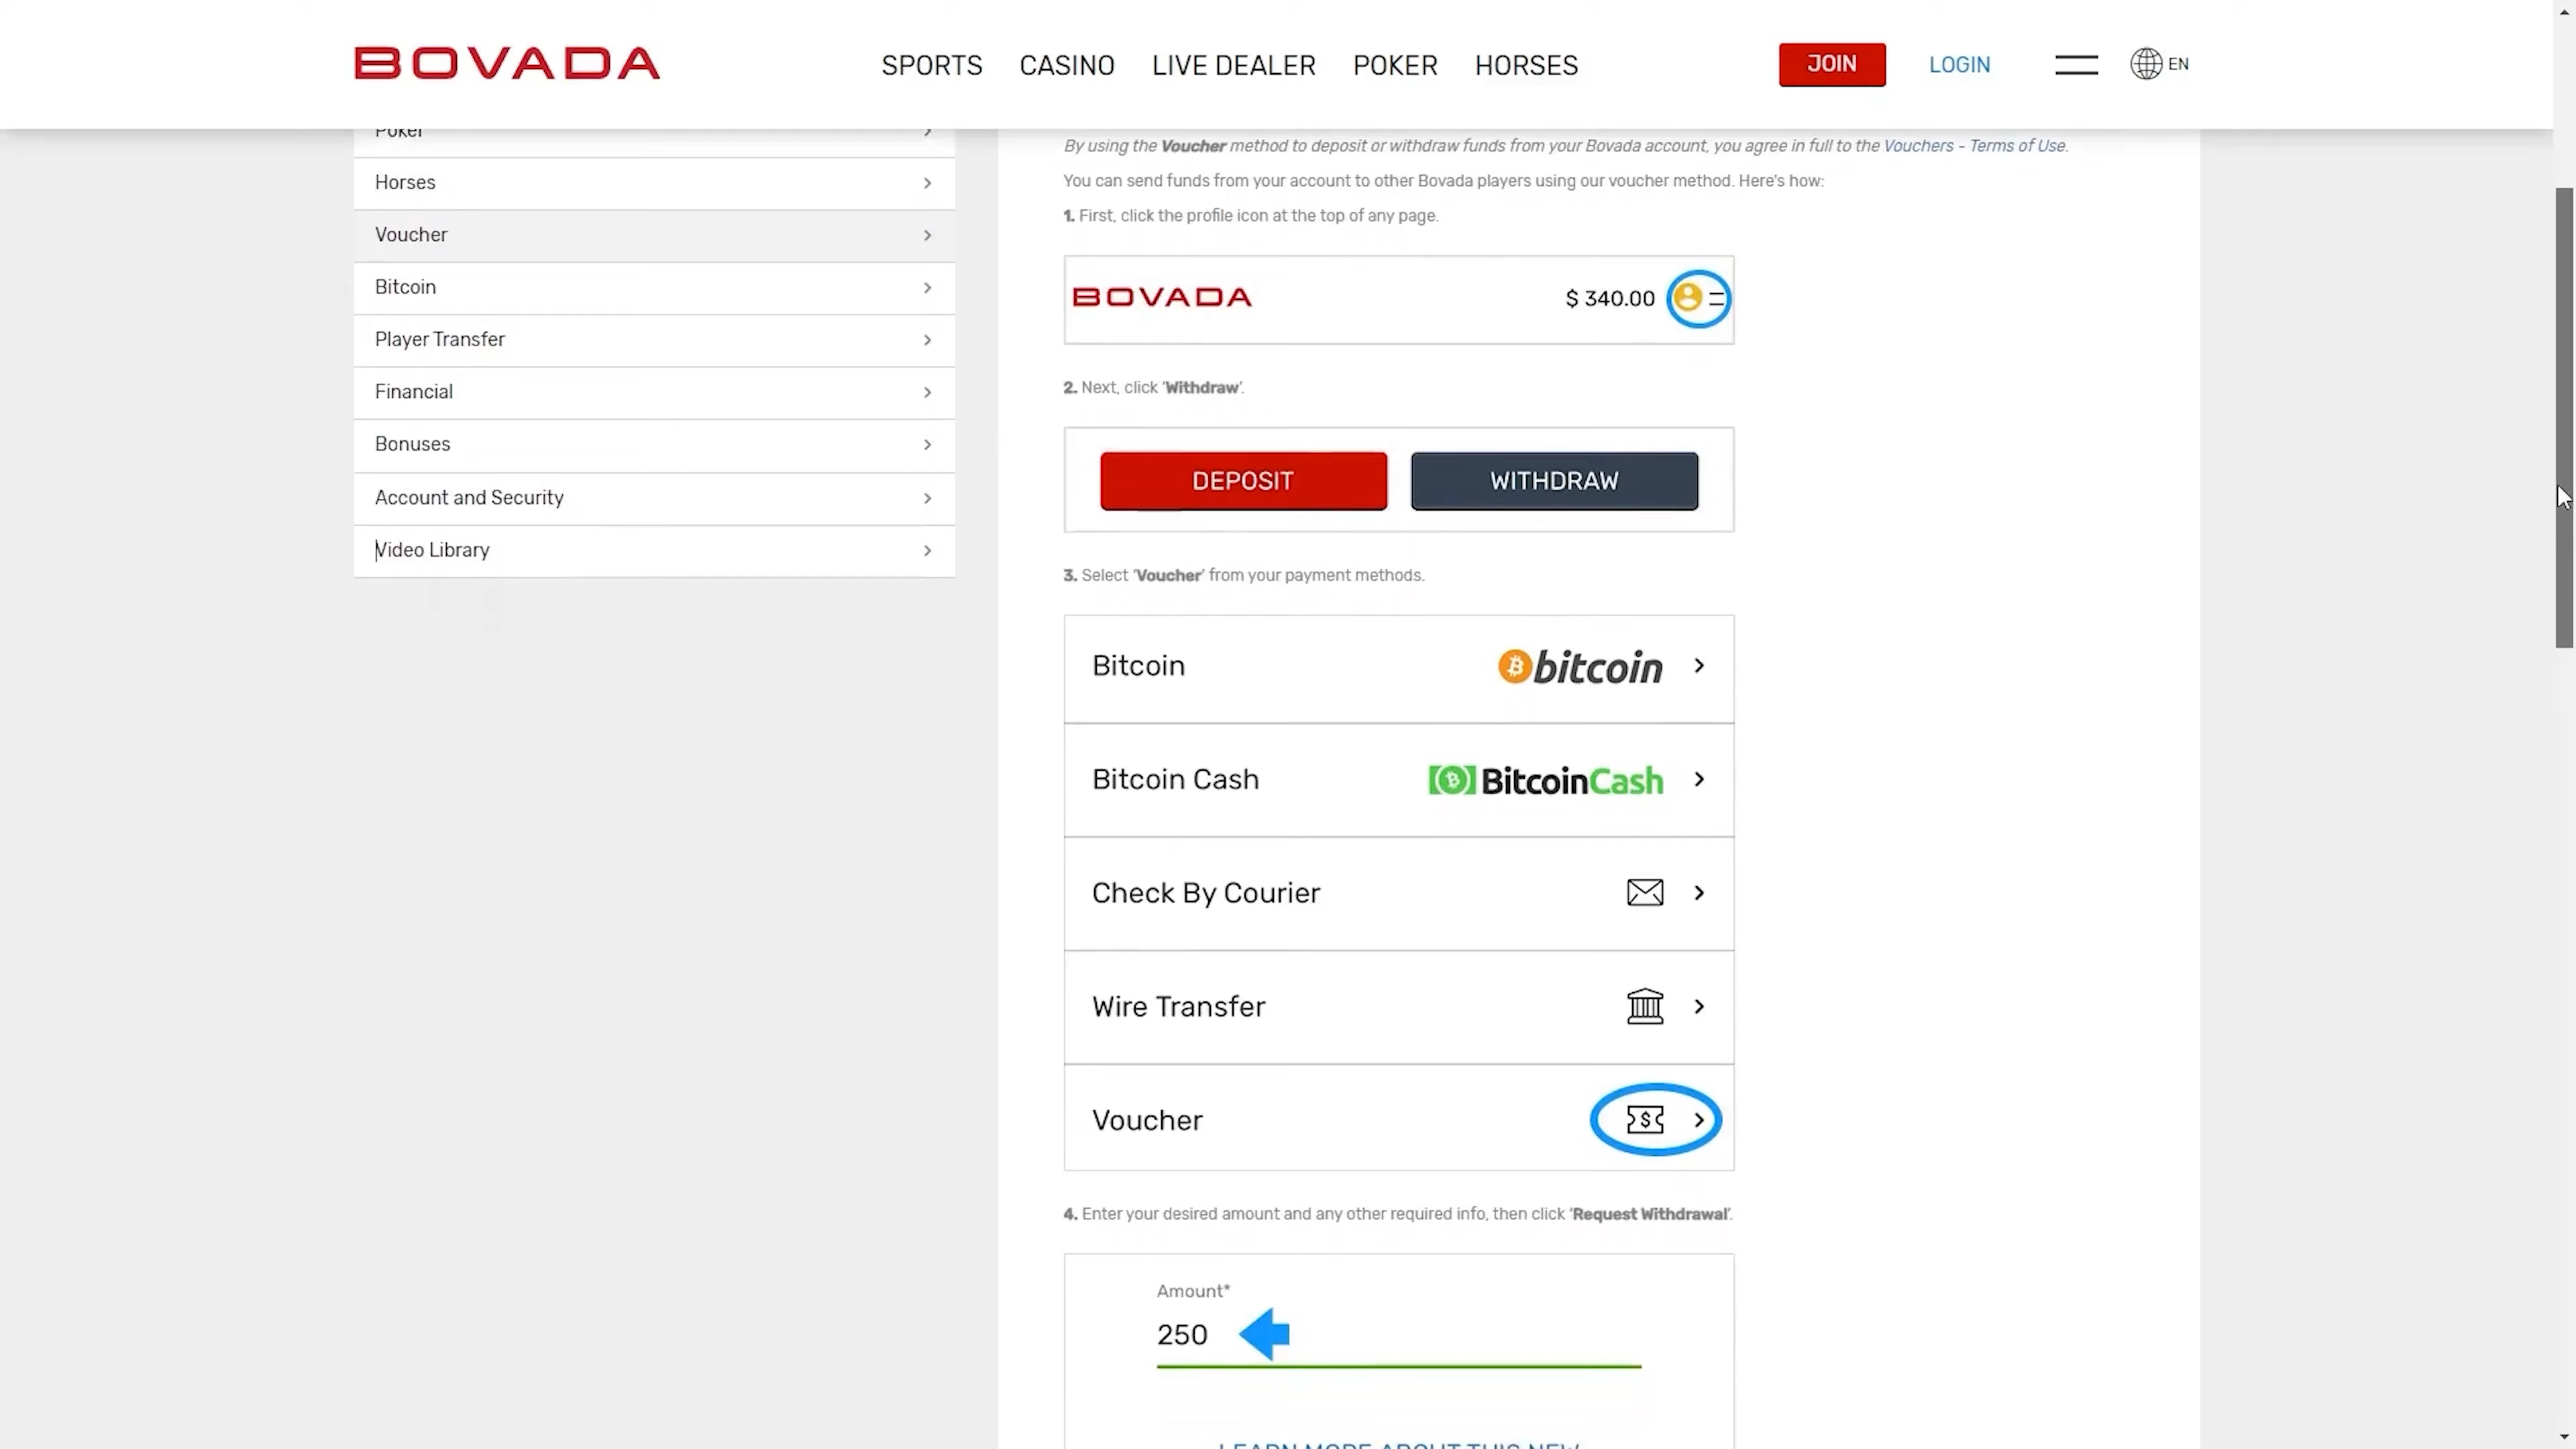 BOVADA
SPORTS CASINO LIVE DEALER POKER HORSES
JOIN LOGIN EN
Poker
Horses
Voucher
Bitcoin
Player Transfer
Financial
Bonuses
Account and Security
Video Library
By using the Voucher method to deposit or withdraw funds from your Bovada account, you agree in full to the Vouchers - Terms of Use.
You can send funds from your account to other Bovada players using our voucher method. Here's how:
1. First, click the profile icon at the top of any page.
BOVADA $ 340.00
2. Next, click 'Withdraw'.
DEPOSIT WITHDRAW
3. Select 'Voucher' from your payment methods.
Bitcoin bitcoin
Bitcoin Cash BitcoinCash
Check By Courier
Wire Transfer
Voucher
4. Enter your desired amount and any other required info, then click 'Request Withdrawal'.
Amount*
250
LEARN MORE ABOUT THIS NEW